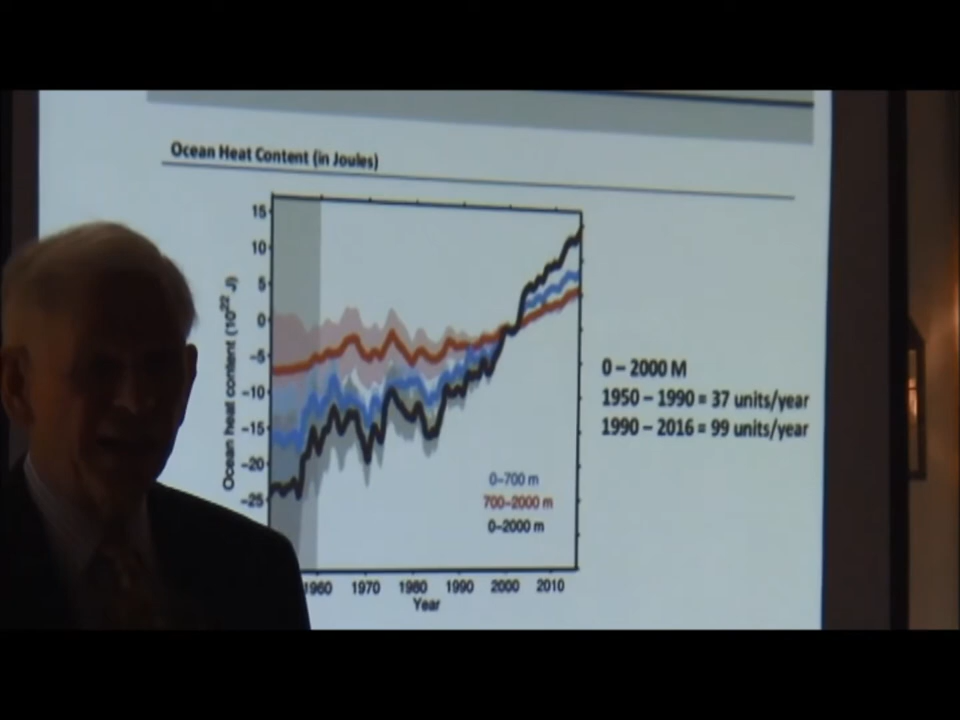 Ocean Heat Content (in Joules)
15
10
5
0
−5
−10
−15
−20
−25
Ocean heat content (10²² J)
0−700 m
700−2000 m
0−2000 m
1960 1970 1980 1990 2000 2010
Year
0 – 2000 M
1950 – 1990 = 37 units/year
1990 – 2016 = 99 units/year